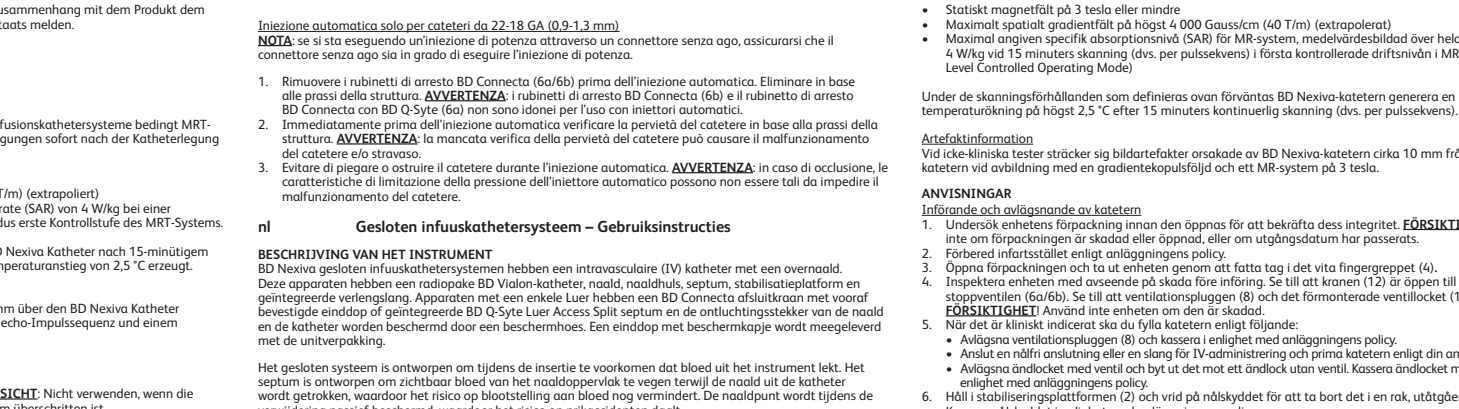 usammenhang mit dem Produkt dem
taats melden.
fusionskathetersysteme bedingt MRT-
gungen sofort nach der Katheterlegung
T/m) (extrapoliert)
rate (SAR) von 4 W/kg bei einer
dus erste Kontrollstufe des MRT-Systems.
D Nexiva Katheter nach 15-minütigem
mperaturanstieg von 2,5 °C erzeugt.
mm über den BD Nexiva Katheter
echo-Impulssequenz und einem
SICHT: Nicht verwenden, wenn die
m überschritten ist.
Iniezione automatica solo per cateteri da 22-18 GA (0,9-1,3 mm)
NOTA: se si sta eseguendo un'iniezione di potenza attraverso un connettore senza ago, assicurarsi che il
connettore senza ago sia in grado di eseguire l'iniezione di potenza.
1. Rimuovere i rubinetti di arresto BD Connecta (6a/6b) prima dell'iniezione automatica. Eliminare in base
alle prassi della struttura. AVVERTENZA: i rubinetti di arresto BD Connecta (6b) e il rubinetto di arresto
BD Connecta con BD Q-Syte (6a) non sono idonei per l'uso con iniettori automatici.
2. Immediatamente prima dell'iniezione automatica verificare la pervietà del catetere in base alla prassi della
struttura. AVVERTENZA: la mancata verifica della pervietà del catetere può causare il malfunzionamento
del catetere e/o stravaso.
3. Evitare di piegare o ostruire il catetere durante l'iniezione automatica. AVVERTENZA: in caso di occlusione, le
caratteristiche di limitazione della pressione dell'iniettore automatico possono non essere tali da impedire il
malfunzionamento del catetere.
nl Gesloten infuuskathetersysteem – Gebruiksinstructies
BESCHRIJVING VAN HET INSTRUMENT
BD Nexiva gesloten infuuskathetersystemen hebben een intravasculaire (IV) katheter met een overnaald.
Deze apparaten hebben een radiopake BD Vialon-katheter, naald, naaldhuls, septum, stabilisatieplatform en
geïntegreerde verlengslang. Apparaten met een enkele Luer hebben een BD Connecta afsluitkraan met vooraf
bevestigde einddop of geïntegreerde BD Q-Syte Luer Access Split septum en de ontluchtingsstekker van de naald
en de katheter worden beschermd door een beschermhoes. Een einddop met beschermkapje wordt meegeleverd
met de unitverpakking.
Het gesloten systeem is ontworpen om tijdens de insertie te voorkomen dat bloed uit het instrument lekt. Het
septum is ontworpen om zichtbaar bloed van het naaldoppervlak te vegen terwijl de naald uit de katheter
wordt getrokken, waardoor het risico op blootstelling aan bloed nog vermindert. De naaldpunt wordt tijdens de
• Statiskt magnetfält på 3 tesla eller mindre
• Maximalt spatialt gradientfält på högst 4 000 Gauss/cm (40 T/m) (extrapolerat)
• Maximal angiven specifik absorptionsnivå (SAR) för MR-system, medelvärdesbildad över hela
4 W/kg vid 15 minuters skanning (dvs. per pulssekvens) i första kontrollerade driftsnivån i MR
Level Controlled Operating Mode)
Under de skanningsförhållanden som definieras ovan förväntas BD Nexiva-katetern generera en
temperaturökning på högst 2,5 °C efter 15 minuters kontinuerlig skanning (dvs. per pulssekvens).
Artefaktinformation
Vid icke-kliniska tester sträcker sig bildartefakter orsakade av BD Nexiva-katetern cirka 10 mm frå
katetern vid avbildning med en gradientekopulsföljd och ett MR-system på 3 tesla.
ANVISNINGAR
Införande och avlägsnande av katetern
1. Undersök enhetens förpackning innan den öppnas för att bekräfta dess integritet. FÖRSIKTI
inte om förpackningen är skadad eller öppnad, eller om utgångsdatum har passerats.
2. Förbered infartsstället enligt anläggningens policy.
3. Öppna förpackningen och ta ut enheten genom att fatta tag i det vita fingergreppet (4).
4. Inspektera enheten med avseende på skada före införing. Se till att kranen (12) är öppen till
stoppventilen (6a/6b). Se till att ventilationspluggen (8) och det förmonterade ventillocket (1
FÖRSIKTIGHET! Använd inte enheten om den är skadad.
5. När det är kliniskt indicerat ska du fylla katetern enligt följande:
• Avlägsna ventilationspluggen (8) och kassera i enlighet med anläggningens policy.
• Anslut en nålfri anslutning eller en slang för IV-administrering och prima katetern enligt din an
• Avlägsna ändlocket med ventil och byt ut det mot ett ändlock utan ventil. Kassera ändlocket m
enlighet med anläggningens policy.
6. Håll i stabiliseringsplattformen (2) och vrid på nålskyddet för att ta bort det i en rak, utåtgåe